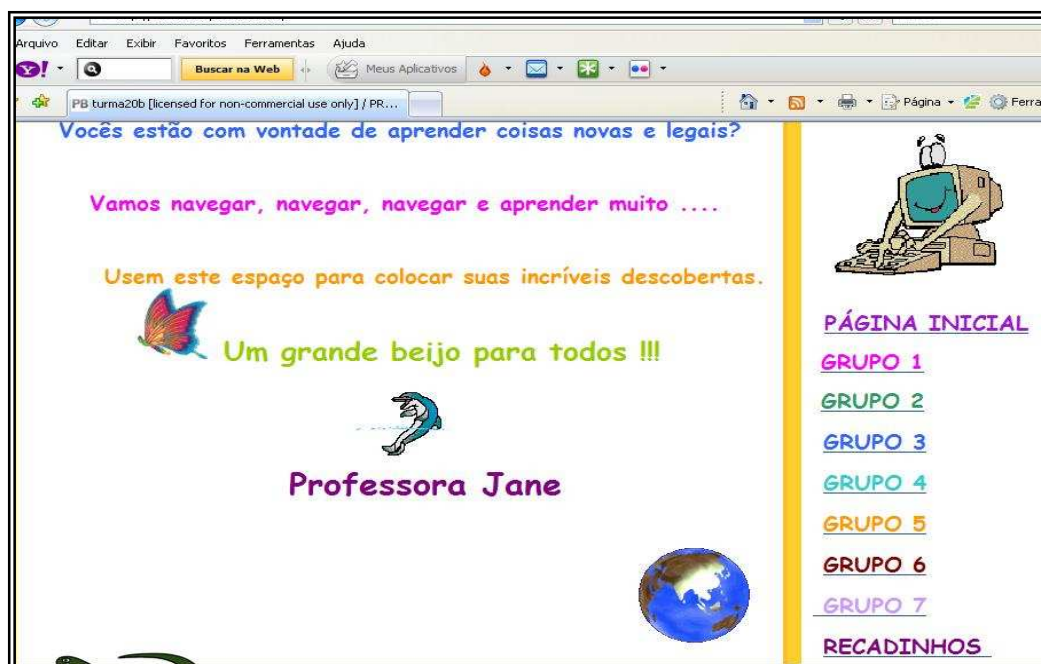 Arquivo Editar Exibir Favoritos Ferramentas Ajuda
Y! Buscar na Web Meus Aplicativos
PB turma20b [licensed for non-commercial use only] / PR... Página Ferra
Vocês estão com vontade de aprender coisas novas e legais?
Vamos navegar, navegar, navegar e aprender muito ....
Usem este espaço para colocar suas incríveis descobertas.
Um grande beijo para todos !!!
Professora Jane
PÁGINA INICIAL
GRUPO 1
GRUPO 2
GRUPO 3
GRUPO 4
GRUPO 5
GRUPO 6
GRUPO 7
RECADINHOS